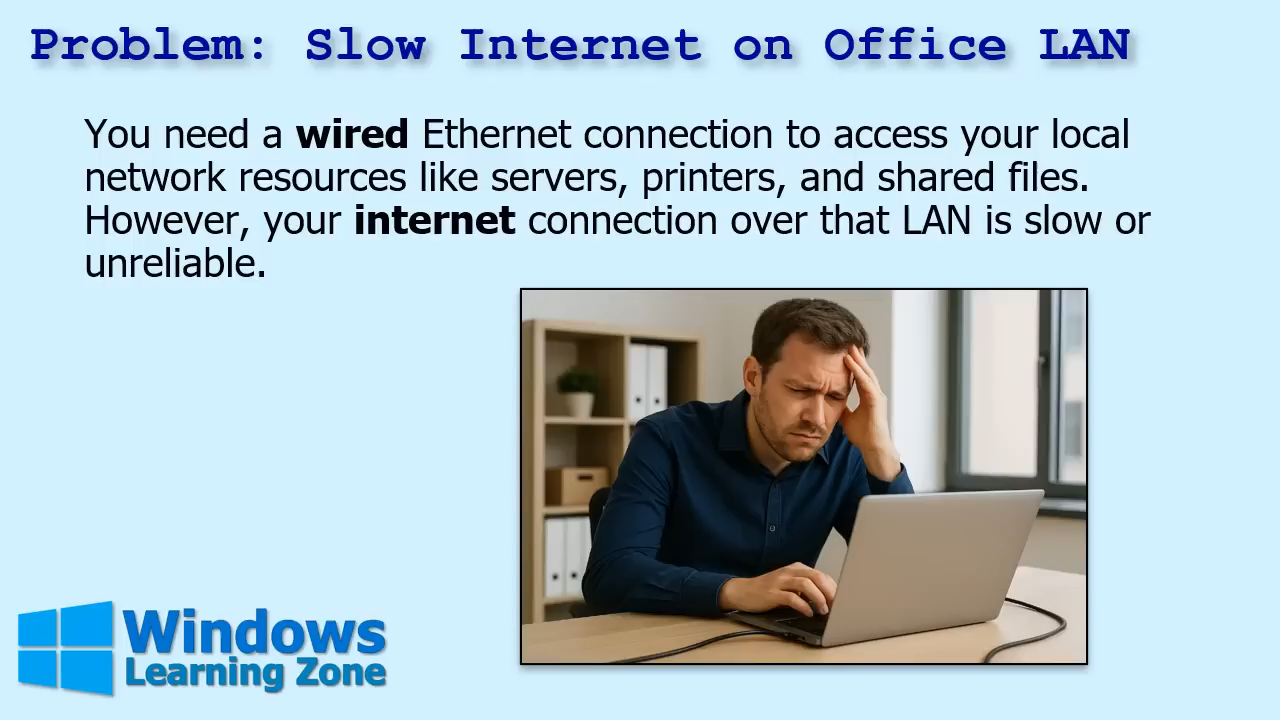 Problem: Slow Internet on Office LAN
You need a wired Ethernet connection to access your local
network resources like servers, printers, and shared files.
However, your internet connection over that LAN is slow or
unreliable.
Windows
Learning Zone